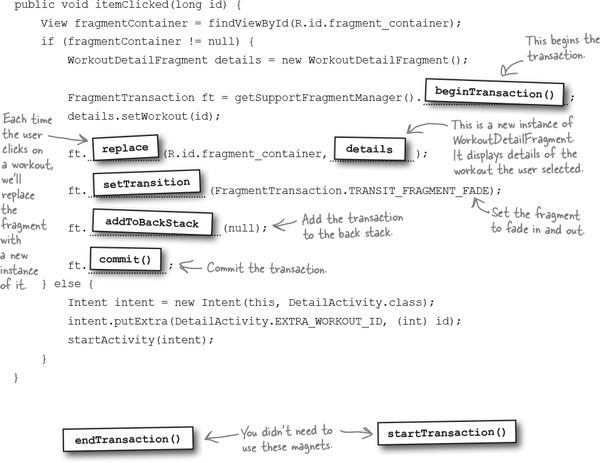 public void itemClicked(long id) {
View fragmentContainer = findViewById(R.id.fragment_container);
if (fragmentContainer != null) {
WorkoutDetailFragment details = new WorkoutDetailFragment();
This begins the
transaction.
FragmentTransaction ft = getSupportFragmentManager(). beginTransaction() ;
details.setWorkout(id);
Each time
the user
clicks on
a workout,
we'll
replace
the
fragment
with
a new
instance
of it.
ft. replace (R.id.fragment_container, details );
This is a new instance of
WorkoutDetailFragment.
It displays details of the
workout the user selected.
ft. setTransition (FragmentTransaction.TRANSIT_FRAGMENT_FADE);
Set the fragment
to fade in and out.
ft. addToBackStack (null);
Add the transaction
to the back stack.
ft. commit() ;
Commit the transaction.
} else {
Intent intent = new Intent(this, DetailActivity.class);
intent.putExtra(DetailActivity.EXTRA_WORKOUT_ID, (int) id);
startActivity(intent);
}
}
endTransaction()
You didn't need to
use these magnets.
startTransaction()